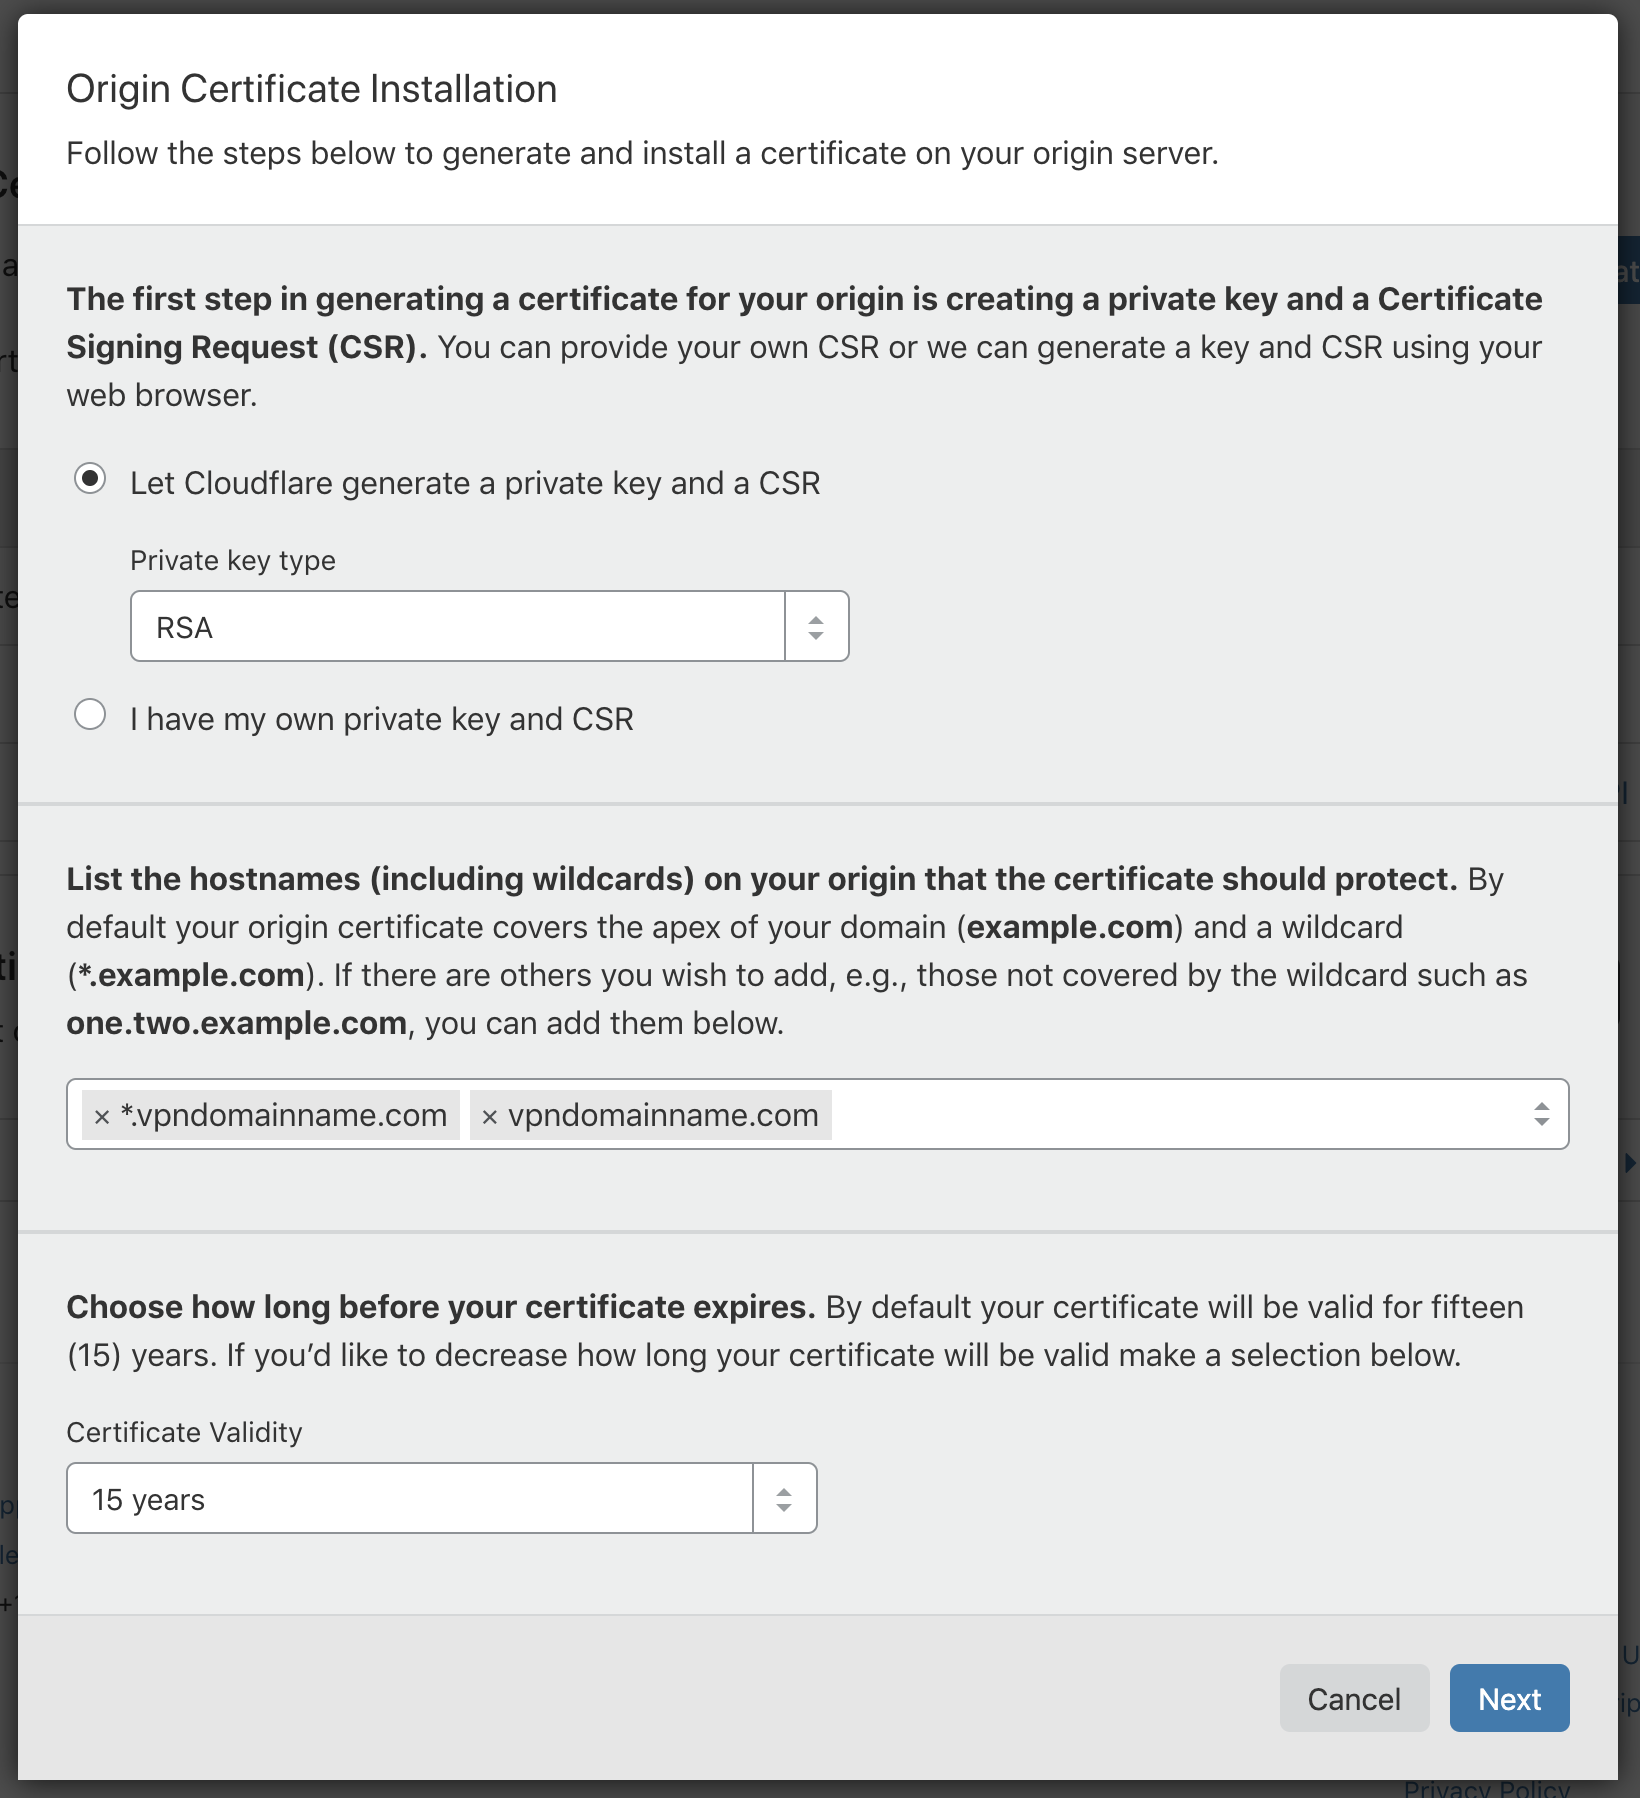 Origin Certificate Installation
Follow the steps below to generate and install a certificate on your origin server.
The first step in generating a certificate for your origin is creating a private key and a Certificate
Signing Request (CSR). You can provide your own CSR or we can generate a key and CSR using your
web browser.
Let Cloudflare generate a private key and a CSR
Private key type
RSA
I have my own private key and CSR
List the hostnames (including wildcards) on your origin that the certificate should protect. By
default your origin certificate covers the apex of your domain (example.com) and a wildcard
(*.example.com). If there are others you wish to add, e.g., those not covered by the wildcard such as
one.two.example.com, you can add them below.
× *.vpndomainname.com × vpndomainname.com
Choose how long before your certificate expires. By default your certificate will be valid for fifteen
(15) years. If you’d like to decrease how long your certificate will be valid make a selection below.
Certificate Validity
15 years
Cancel Next
Privacy Policy